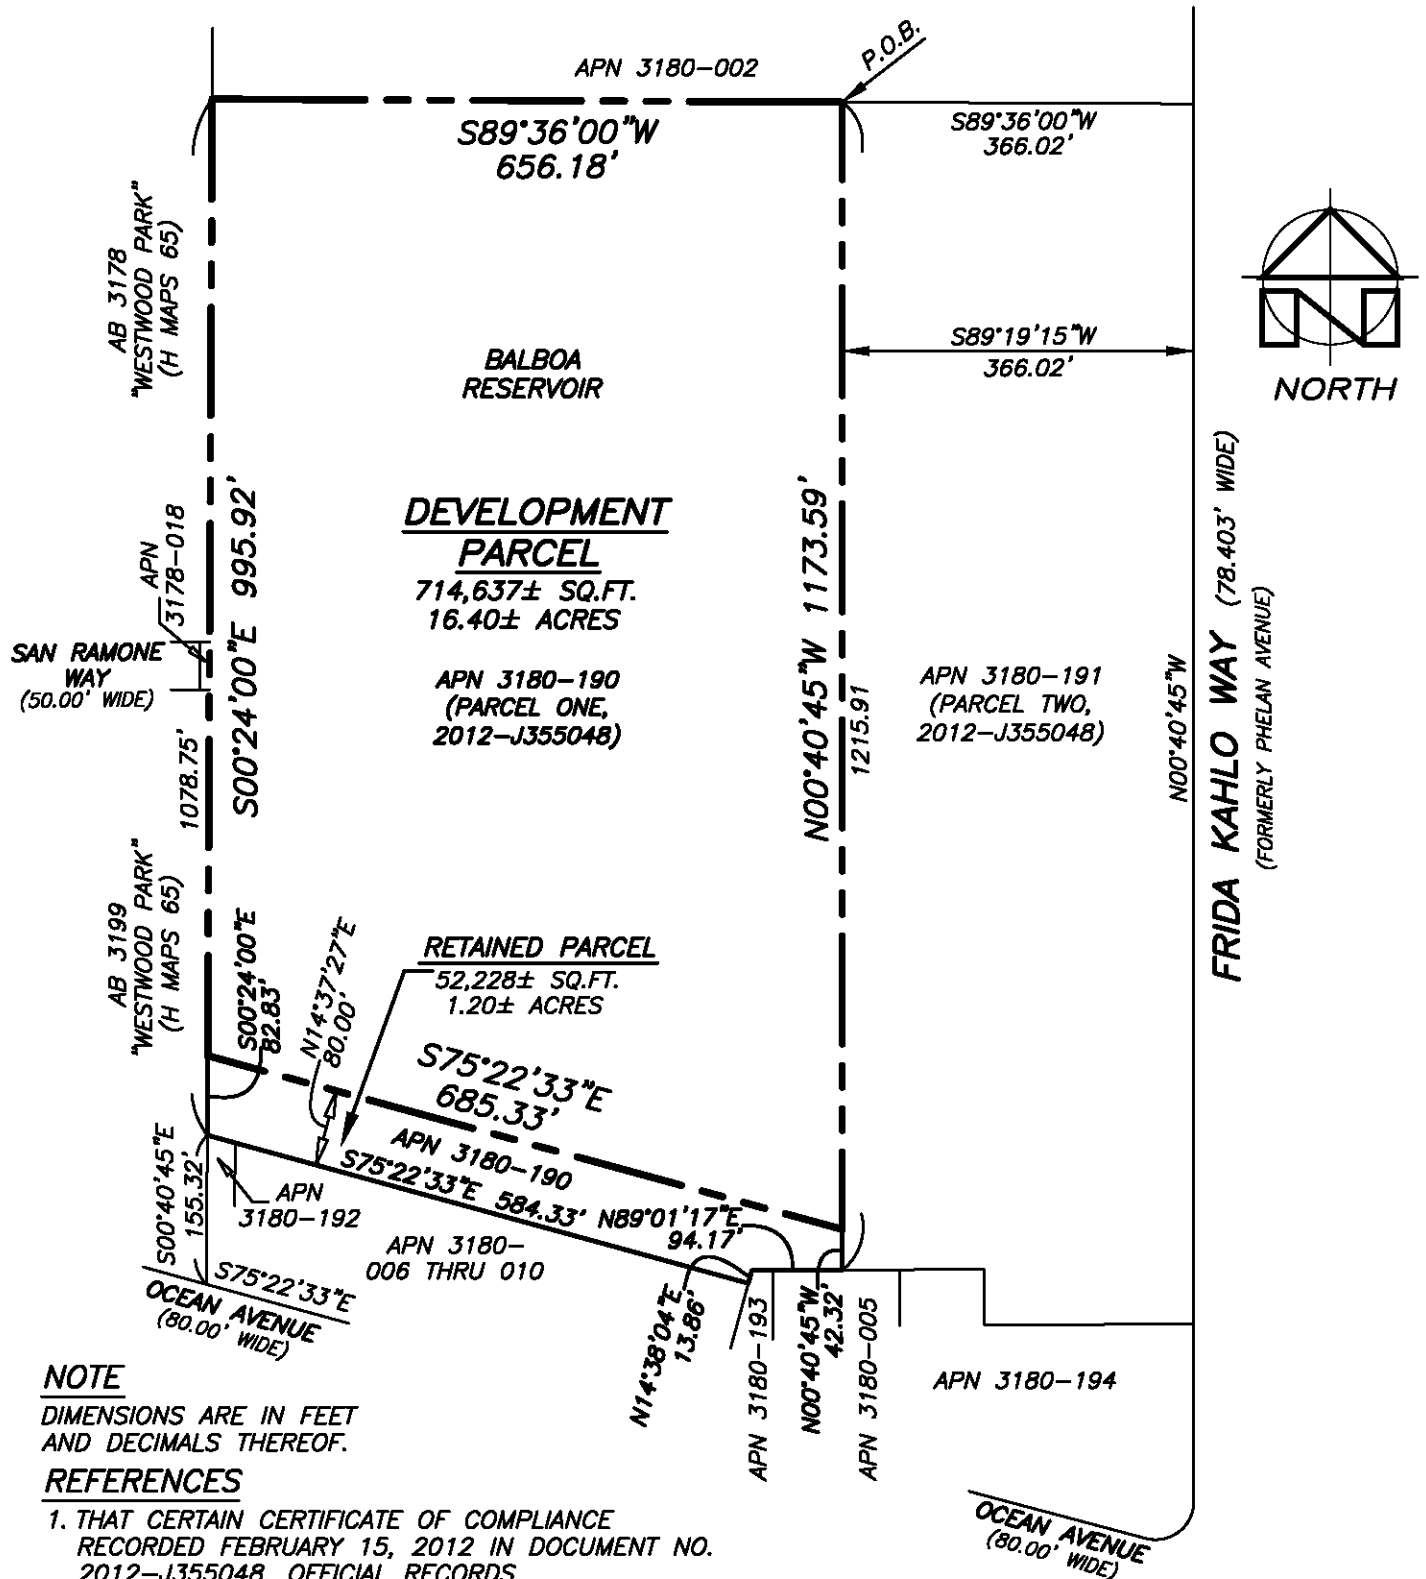 P.O.B.
APN 3180-002
S89°36'00"W
656.18'
S89°36'00"W
366.02'
AB 3178
"WESTWOOD PARK"
(H MAPS 65)
BALBOA
RESERVOIR
S89°19'15"W
366.02'
NORTH
DEVELOPMENT
PARCEL
714,637± SQ.FT.
16.40± ACRES
APN 3180-190
(PARCEL ONE,
2012-J355048)
S00°24'00"E 995.92'
N00°40'45"W 1173.59'
1215.91
APN
3178-018
SAN RAMONE
WAY
(50.00' WIDE)
1078.75'
APN 3180-191
(PARCEL TWO,
2012-J355048)
N00°40'45"W
FRIDA KAHLO WAY (78.403' WIDE)
(FORMERLY PHELAN AVENUE)
AB 3199
"WESTWOOD PARK"
(H MAPS 65)
S00°24'00"E
82.83'
N14°37'27"E
80.00'
RETAINED PARCEL
52,228± SQ.FT.
1.20± ACRES
S75°22'33"E
685.33'
APN 3180-190
S75°22'33"E 584.33'
N89°01'17"E
94.17'
S00°40'45"E
155.32'
APN
3180-192
APN 3180-
006 THRU 010
S75°22'33"E
OCEAN AVENUE
(80.00' WIDE)
N14°38'04"E
13.86'
APN 3180-193
N00°40'45"W
42.32'
APN 3180-005
APN 3180-194
OCEAN AVENUE
(80.00' WIDE)
NOTE
DIMENSIONS ARE IN FEET
AND DECIMALS THEREOF.
REFERENCES
1. THAT CERTAIN CERTIFICATE OF COMPLIANCE
RECORDED FEBRUARY 15, 2012 IN DOCUMENT NO.
2012-J355048, OFFICIAL RECORDS